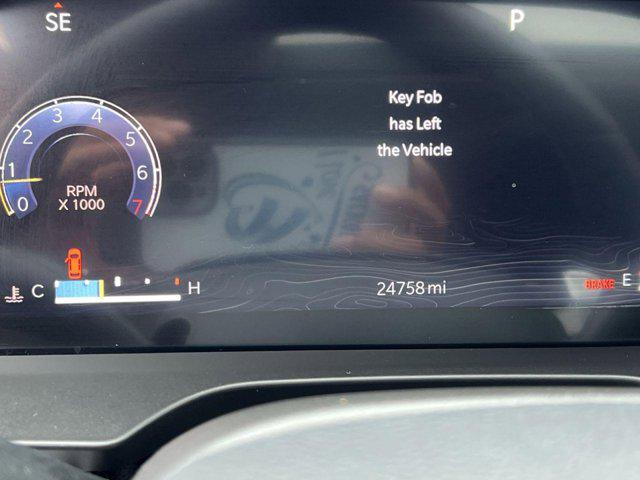 SE
P
Key Fob
has Left
the Vehicle
0 1 2 3 4 5 6 7
RPM
X 1000
C
H
24758 mi
BRAKE
E